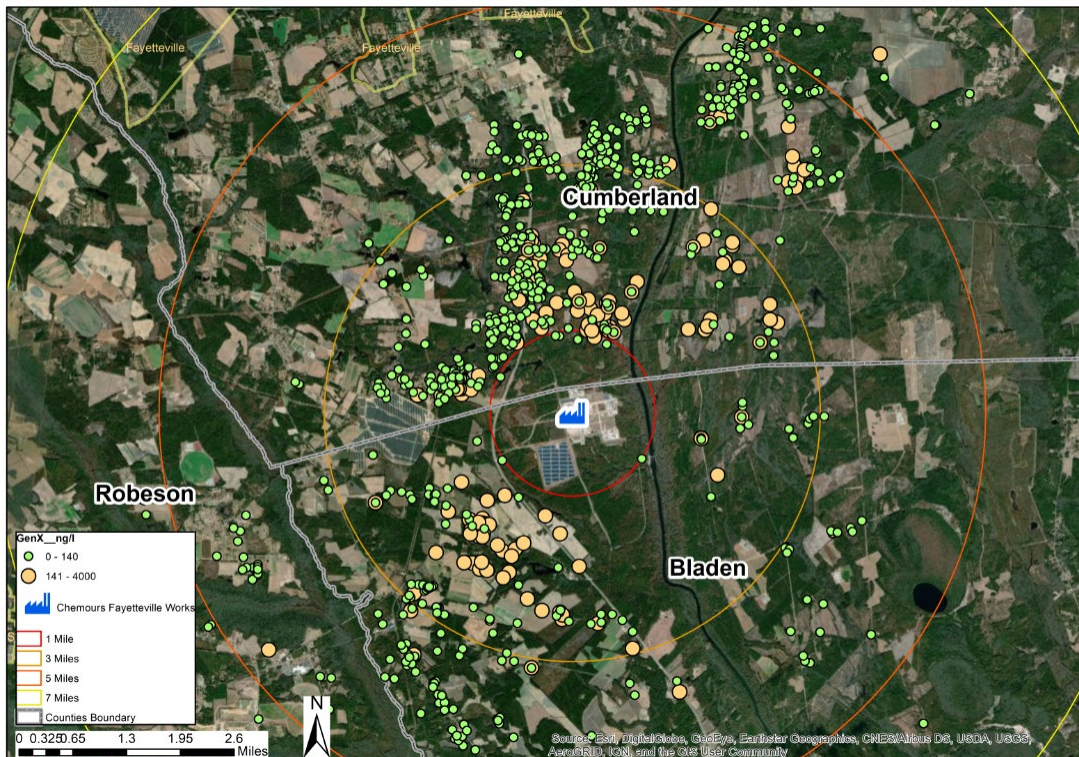 Fayetteville
Fayetteville
Fayetteville
Cumberland
Robeson
Bladen
GenX__ng/l
0 - 140
141 - 4000
Chemours Fayetteville Works
1 Mile
3 Miles
5 Miles
7 Miles
Counties Boundary
N
0 0.325 0.65 1.3 1.95 2.6
Miles
Source: Esri, DigitalGlobe, GeoEye, Earthstar Geographics, CNES/Airbus DS, USDA, USGS,
AeroGRID, IGN, and the GIS User Community